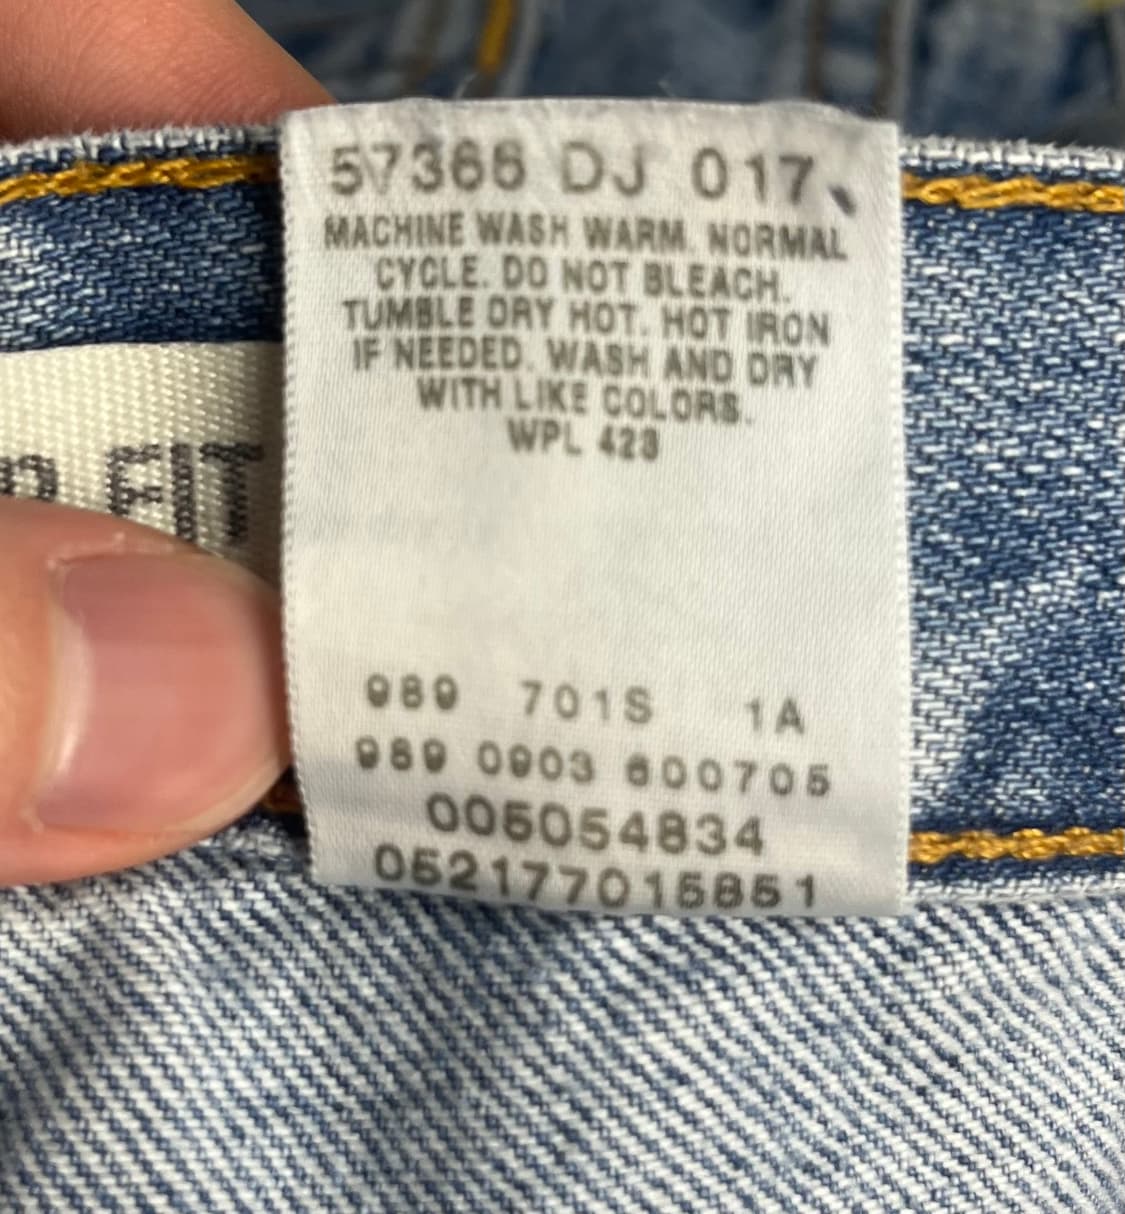 57366 DJ 017
MACHINE WASH WARM. NORMAL
CYCLE. DO NOT BLEACH.
TUMBLE DRY HOT. HOT IRON
IF NEEDED. WASH AND DRY
WITH LIKE COLORS.
WPL 423
FIT
989 701S 1A
989 0903 600705
005054834
052177015851